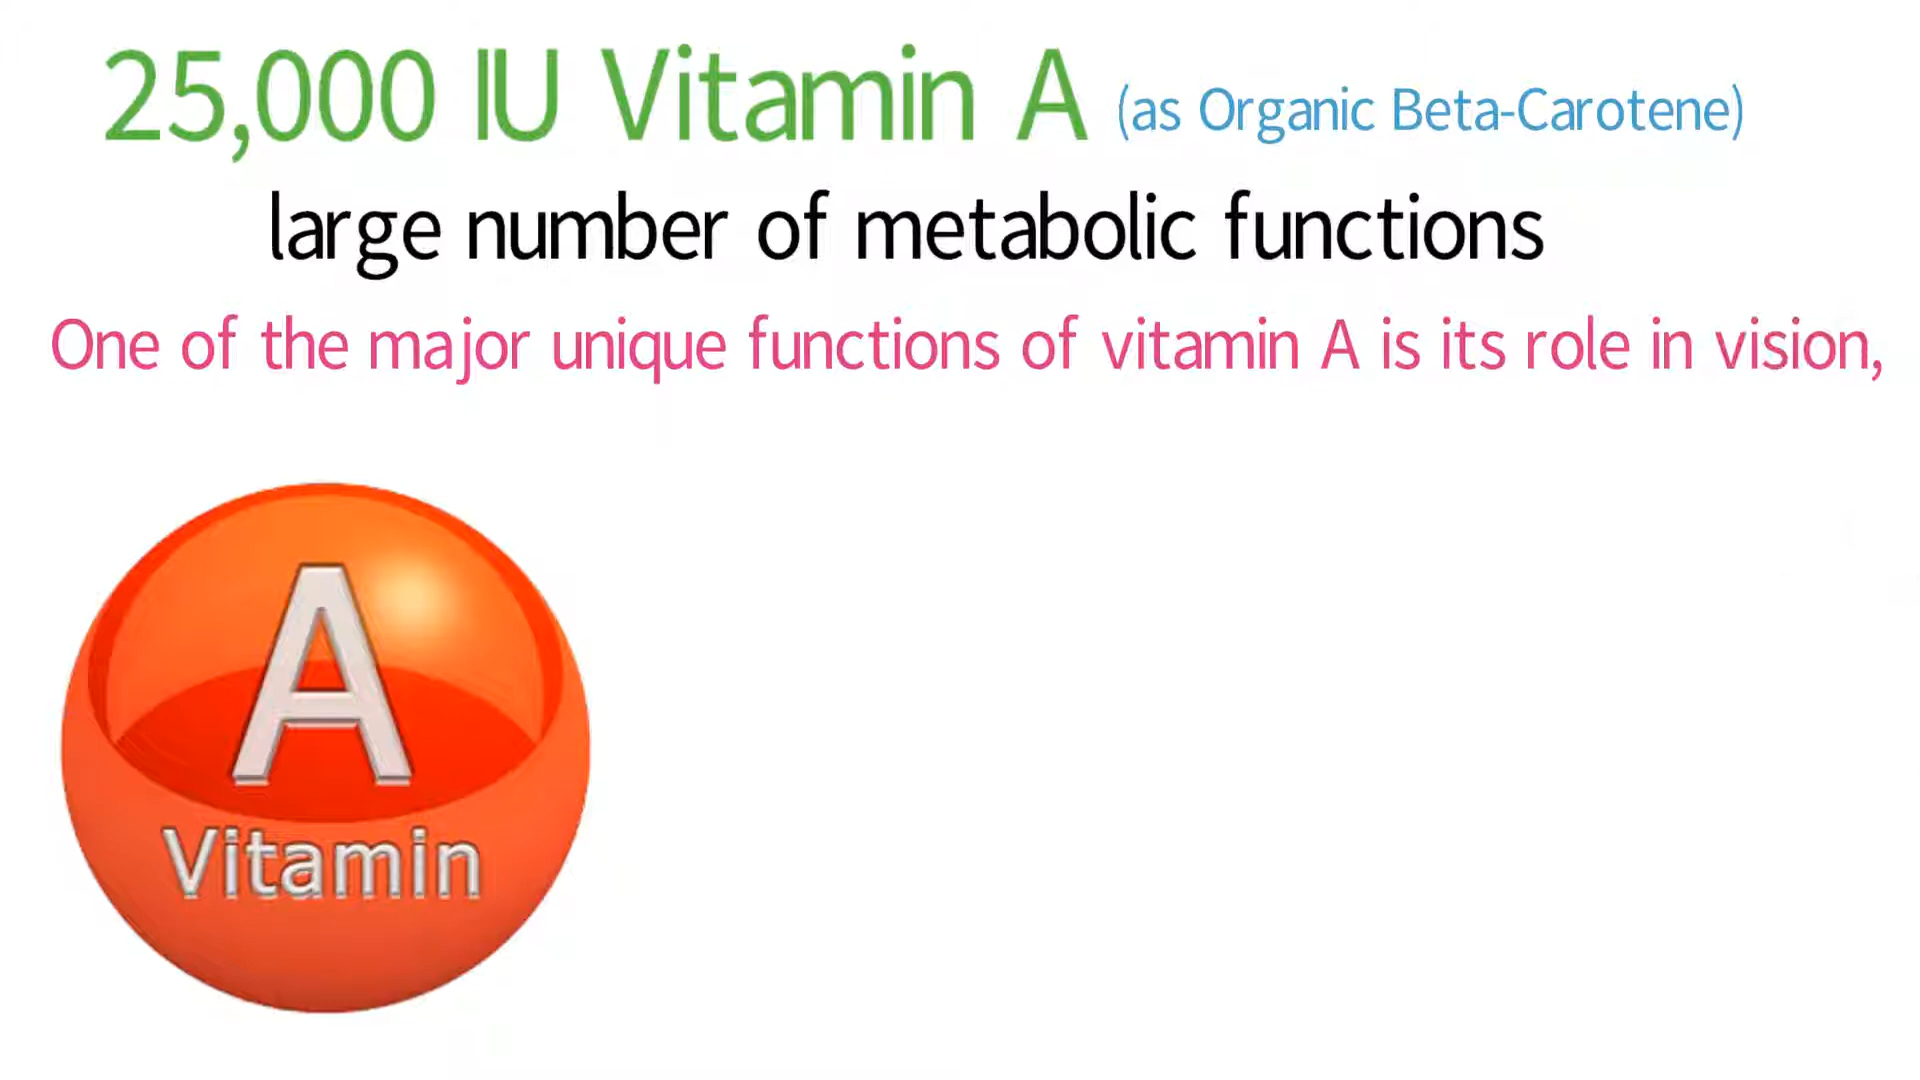 25,000 IU Vitamin A (as Organic Beta-Carotene)
large number of metabolic functions
One of the major unique functions of vitamin A is its role in vision,
A
Vitamin